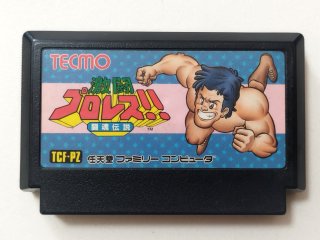 TECMO
激闘
プロレス!!
闘魂伝説
TM
TCF-PZ
任天堂 ファミリー コンピュータ